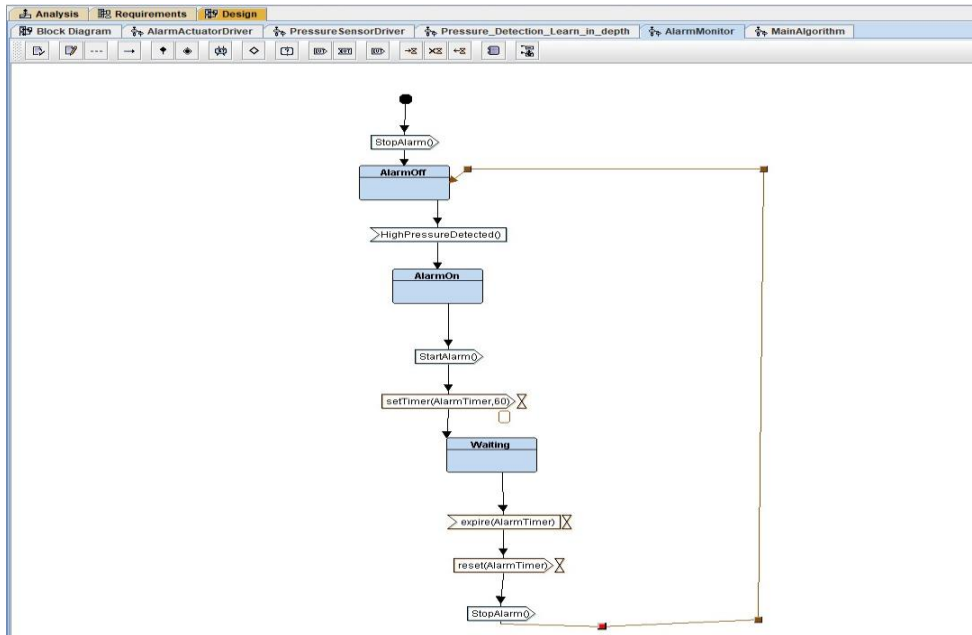 Analysis Requirements Design
Block Diagram AlarmActuatorDriver PressureSensorDriver Pressure_Detection_Learn_in_depth AlarmMonitor MainAlgorithm
StopAlarm()
AlarmOff
HighPressureDetected()
AlarmOn
StartAlarm()
setTimer(AlarmTimer,60)
Waiting
expire(AlarmTimer)
reset(AlarmTimer)
StopAlarm()